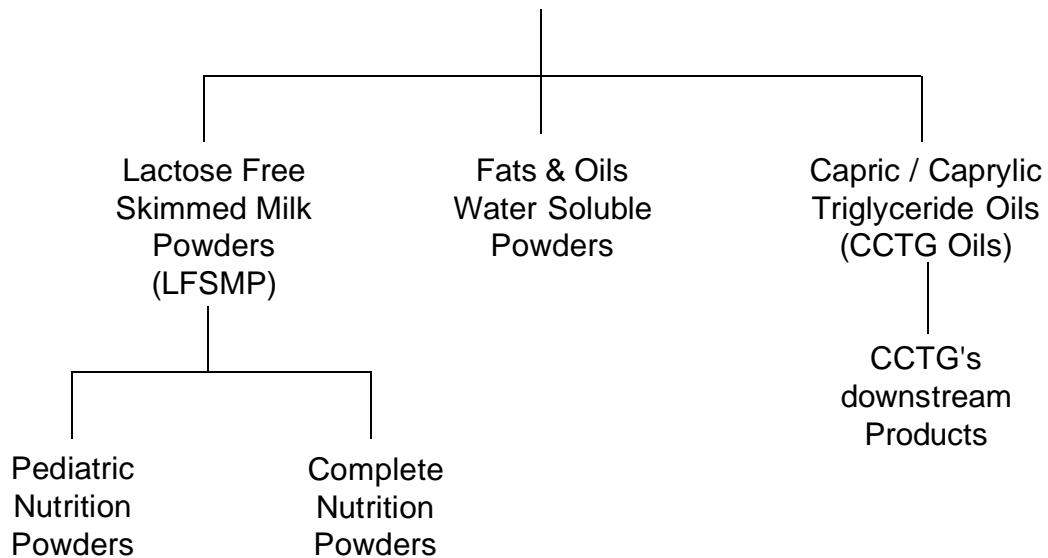 Lactose Free
Skimmed Milk
Powders
(LFSMP)
Fats & Oils
Water Soluble
Powders
Capric / Caprylic
Triglyceride Oils
(CCTG Oils)
CCTG's
downstream
Products
Pediatric
Nutrition
Powders
Complete
Nutrition
Powders